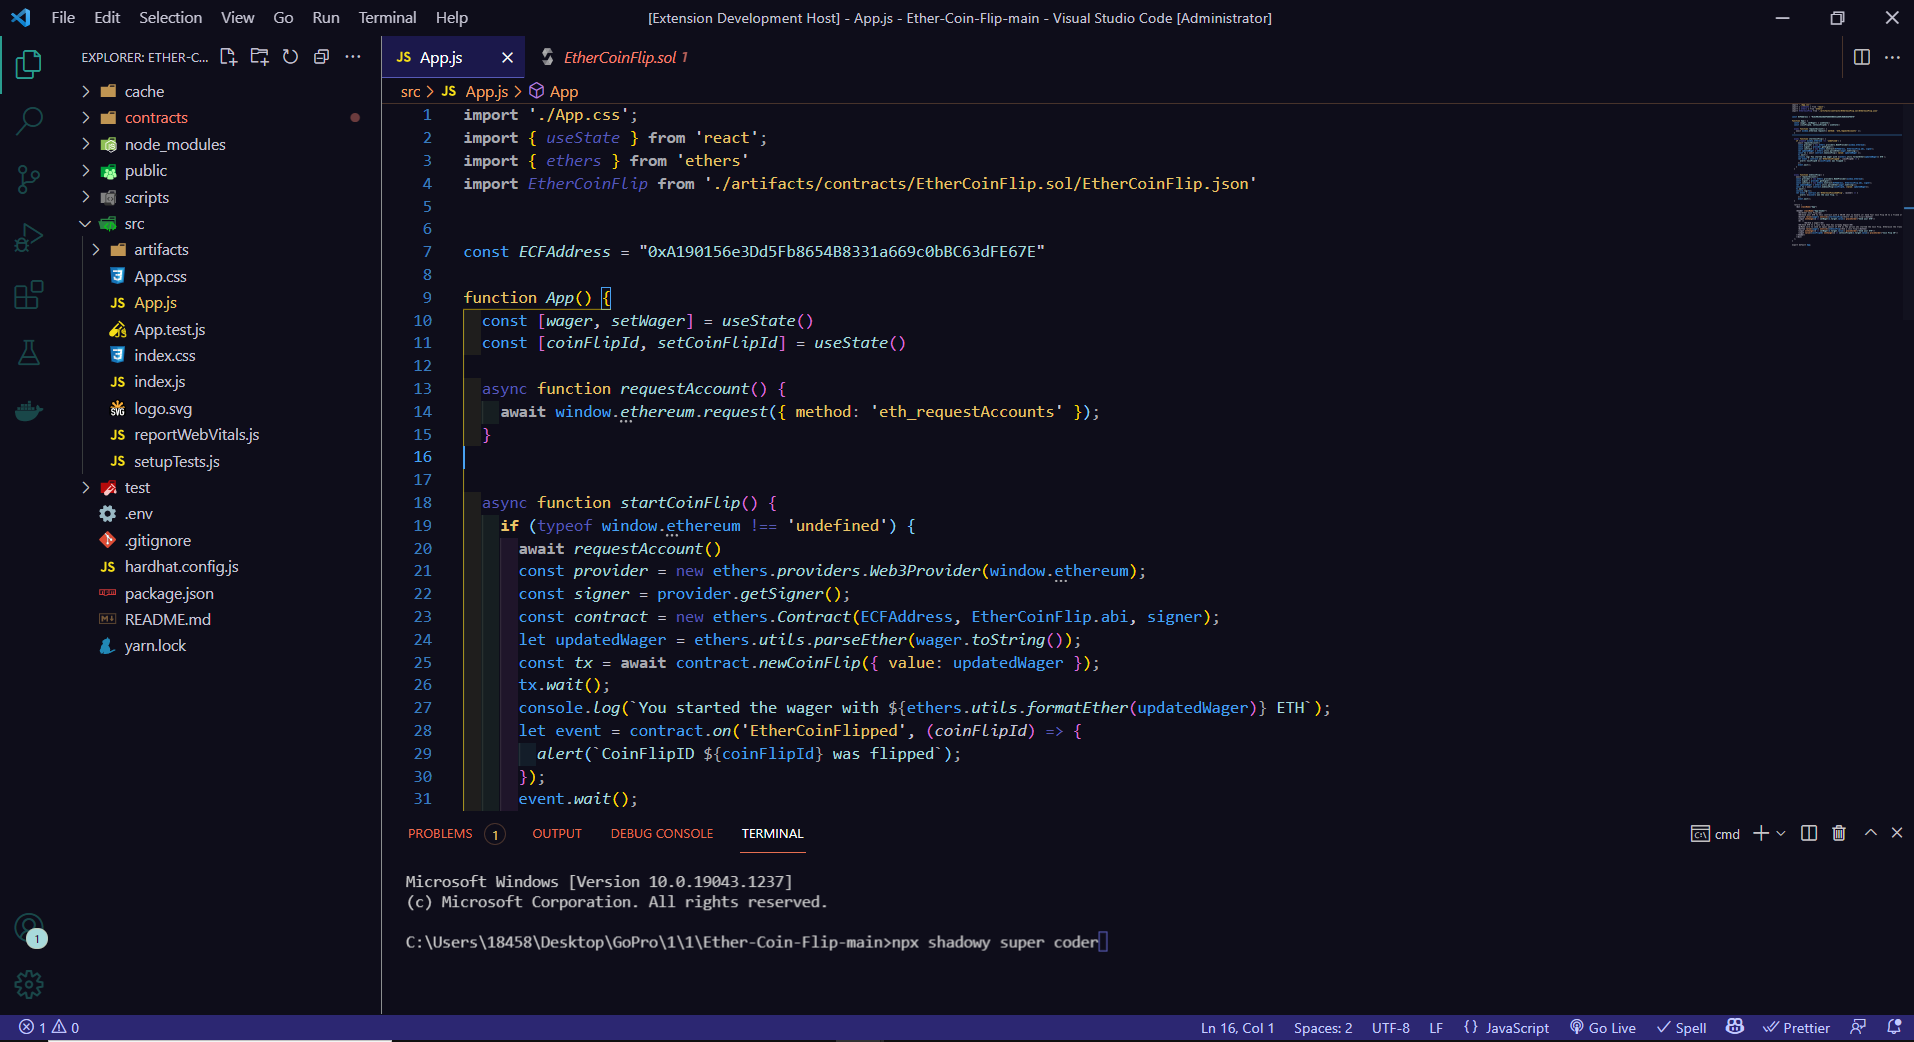 File Edit Selection View Go Run Terminal Help
[Extension Development Host] - App.js - Ether-Coin-Flip-main - Visual Studio Code [Administrator]
EXPLORER: ETHER-C...
cache
contracts
node_modules
public
scripts
src
artifacts
App.css
JS App.js
App.test.js
index.css
JS index.js
logo.svg
JS reportWebVitals.js
JS setupTests.js
test
.env
.gitignore
JS hardhat.config.js
package.json
README.md
yarn.lock
1
JS App.js
EtherCoinFlip.sol 1
src > JS App.js > App
1 import './App.css';
2 import { useState } from 'react';
3 import { ethers } from 'ethers'
4 import EtherCoinFlip from './artifacts/contracts/EtherCoinFlip.sol/EtherCoinFlip.json'
5
6
7 const ECFAddress = "0xA190156e3Dd5Fb8654B8331a669c0bBC63dFE67E"
8
9 function App() {
10 const [wager, setWager] = useState()
11 const [coinFlipId, setCoinFlipId] = useState()
12
13 async function requestAccount() {
14 await window.ethereum.request({ method: 'eth_requestAccounts' });
15 }
16
17
18 async function startCoinFlip() {
19 if (typeof window.ethereum !== 'undefined') {
20 await requestAccount()
21 const provider = new ethers.providers.Web3Provider(window.ethereum);
22 const signer = provider.getSigner();
23 const contract = new ethers.Contract(ECFAddress, EtherCoinFlip.abi, signer);
24 let updatedWager = ethers.utils.parseEther(wager.toString());
25 const tx = await contract.newCoinFlip({ value: updatedWager });
26 tx.wait();
27 console.log(`You started the wager with ${ethers.utils.formatEther(updatedWager)} ETH`);
28 let event = contract.on('EtherCoinFlipped', (coinFlipId) => {
29 alert(`CoinFlipID ${coinFlipId} was flipped`);
30 });
31 event.wait();
PROBLEMS 1 OUTPUT DEBUG CONSOLE TERMINAL
cmd
Microsoft Windows [Version 10.0.19043.1237]
(c) Microsoft Corporation. All rights reserved.
C:\Users\18458\Desktop\GoPro\1\1\Ether-Coin-Flip-main>npx shadowy super coder
1 0
Ln 16, Col 1 Spaces: 2 UTF-8 LF {} JavaScript Go Live Spell Prettier